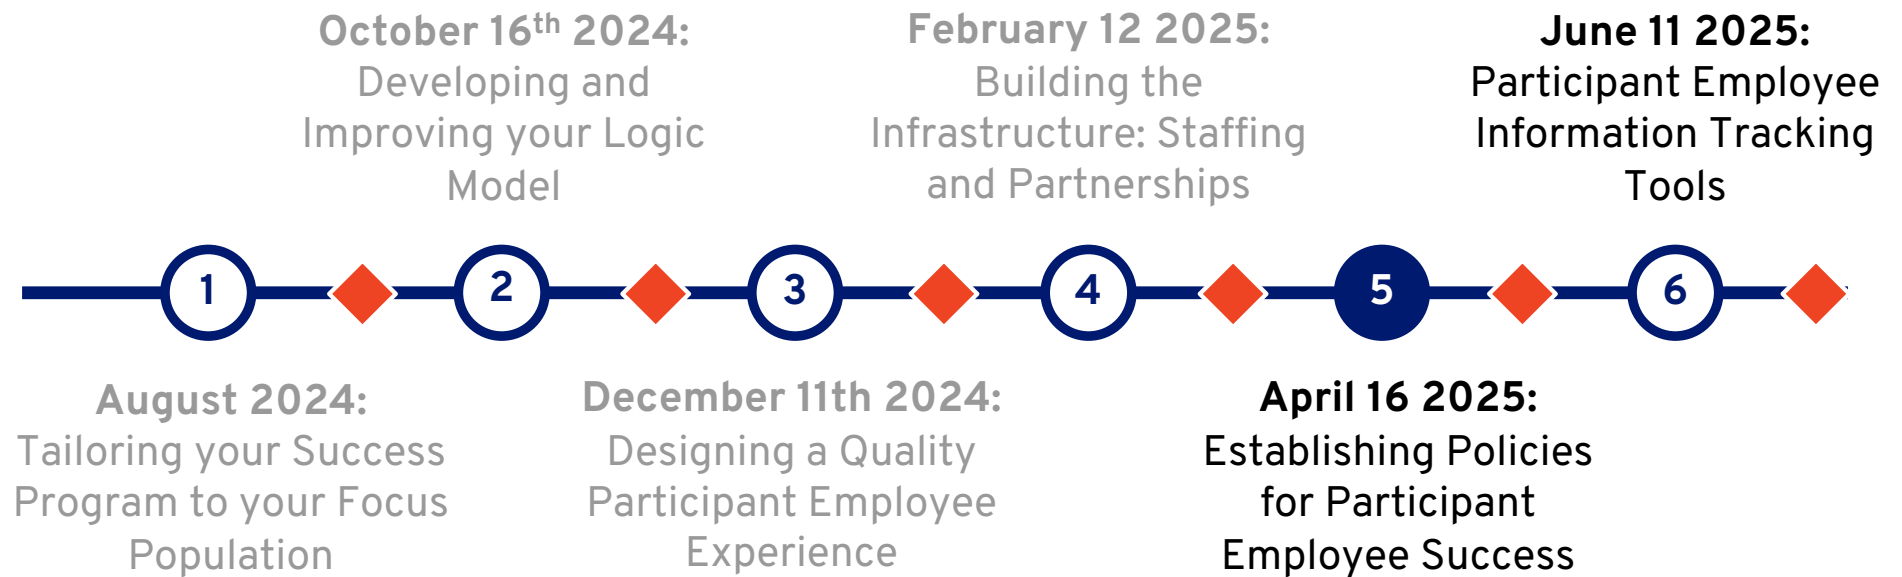 October 16th 2024:
Developing and
Improving your Logic
Model
February 12 2025:
Building the
Infrastructure: Staffing
and Partnerships
June 11 2025:
Participant Employee
Information Tracking
Tools
1
2
3
4
5
6
August 2024:
Tailoring your Success
Program to your Focus
Population
December 11th 2024:
Designing a Quality
Participant Employee
Experience
April 16 2025:
Establishing Policies
for Participant
Employee Success